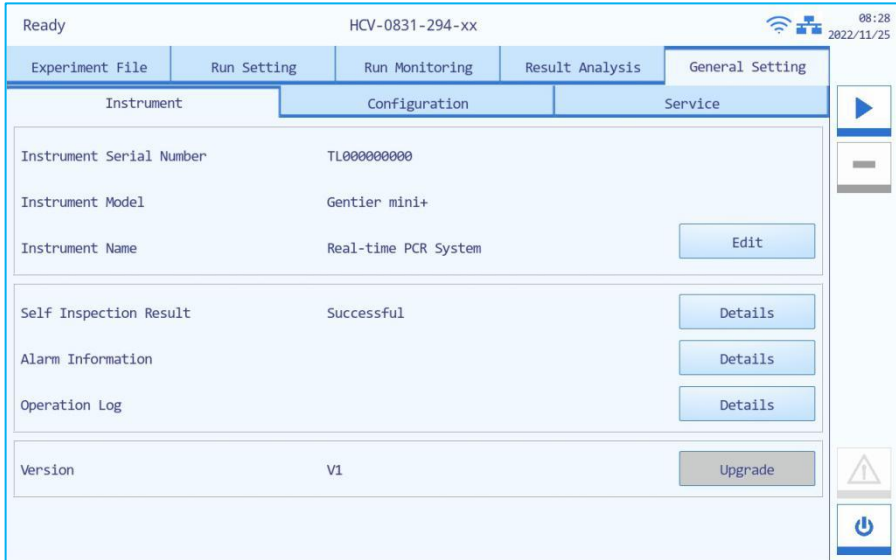 Ready HCV-0831-294-xx 08:28
2022/11/25
Experiment File Run Setting Run Monitoring Result Analysis General Setting
Instrument Configuration Service
Instrument Serial Number TL000000000
Instrument Model Gentier mini+
Instrument Name Real-time PCR System Edit
Self Inspection Result Successful Details
Alarm Information Details
Operation Log Details
Version V1 Upgrade